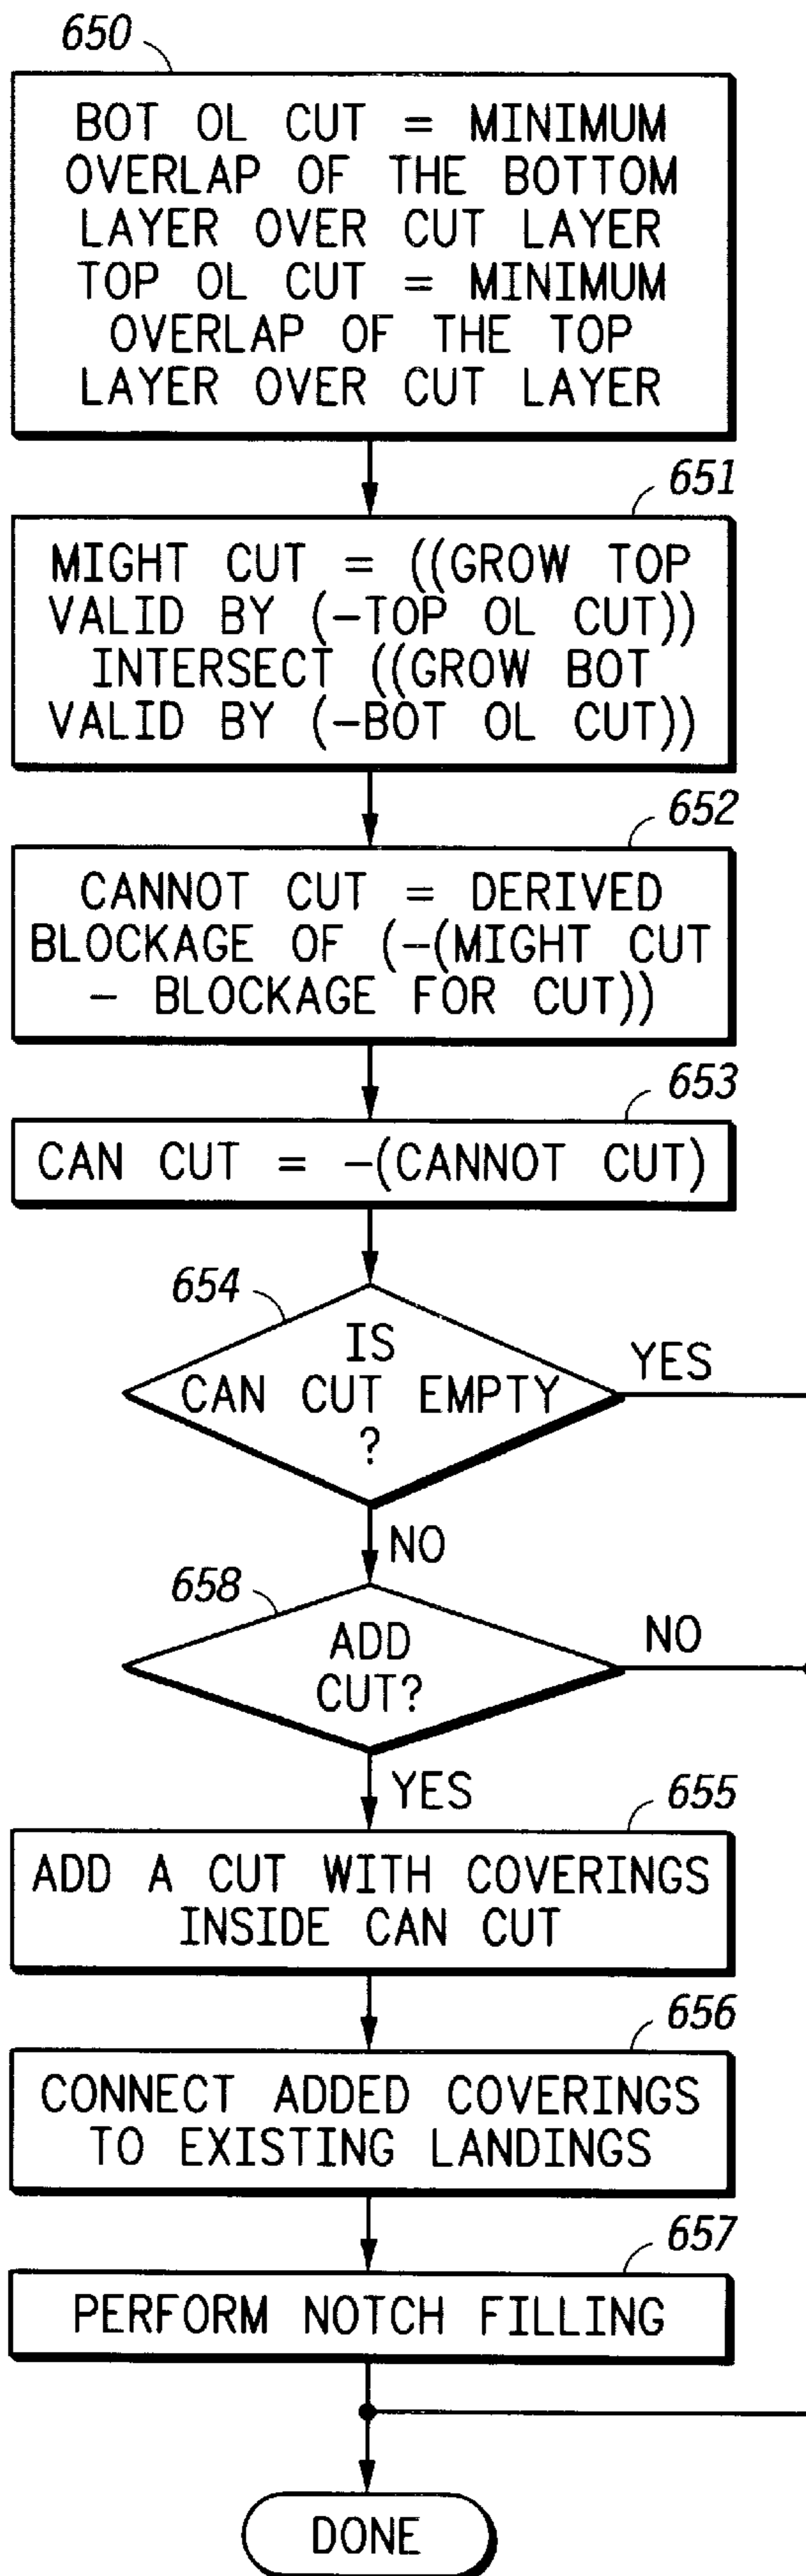 650
BOT OL CUT = MINIMUM
OVERLAP OF THE BOTTOM
LAYER OVER CUT LAYER
TOP OL CUT = MINIMUM
OVERLAP OF THE TOP
LAYER OVER CUT LAYER
651
MIGHT CUT = ((GROW TOP
VALID BY (-TOP OL CUT))
INTERSECT ((GROW BOT
VALID BY (-BOT OL CUT))
652
CANNOT CUT = DERIVED
BLOCKAGE OF (-(MIGHT CUT
- BLOCKAGE FOR CUT))
653
CAN CUT = -(CANNOT CUT)
654
IS
CAN CUT EMPTY
?
YES
NO
658
ADD
CUT?
NO
YES
655
ADD A CUT WITH COVERINGS
INSIDE CAN CUT
656
CONNECT ADDED COVERINGS
TO EXISTING LANDINGS
657
PERFORM NOTCH FILLING
DONE